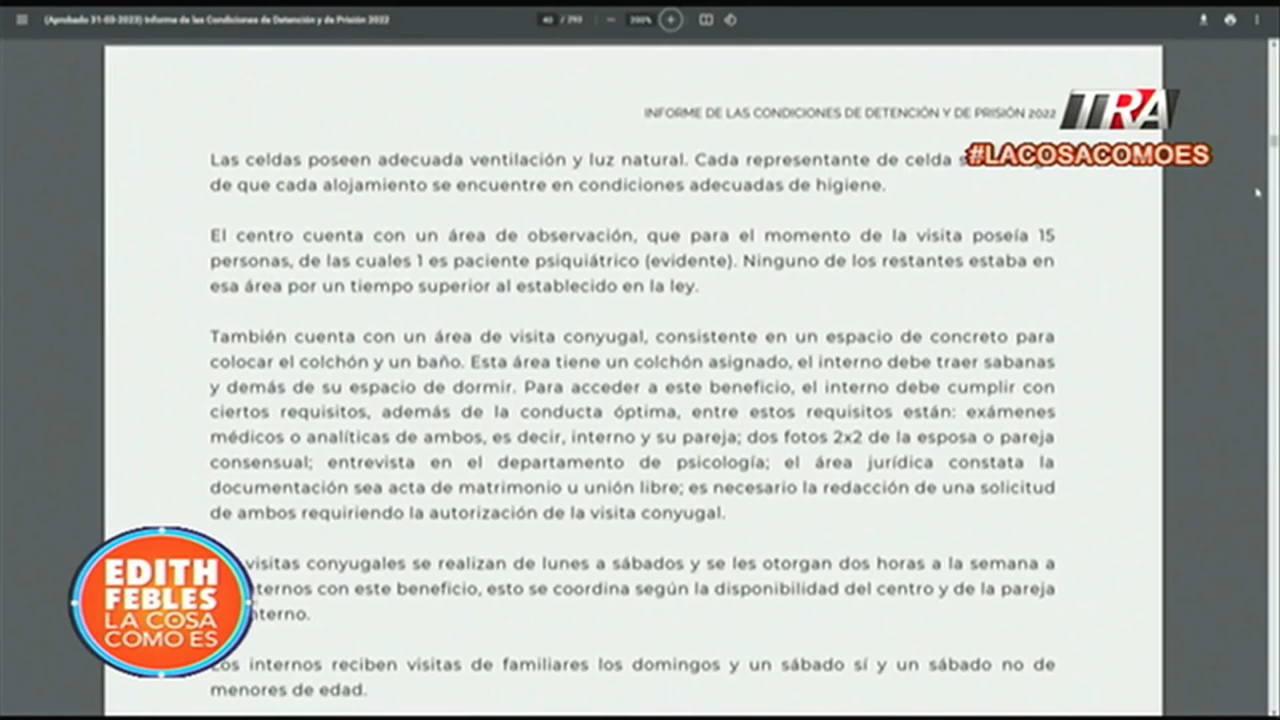 (Aprobado 31-03-2023) Informe de las Condiciones de Detención y de Prisión 2022
40 / 293
200%
INFORME DE LAS CONDICIONES DE DETENCIÓN Y DE PRISIÓN 2022
TRA
#LACOSACOMOES
Las celdas poseen adecuada ventilación y luz natural. Cada representante de celda
de que cada alojamiento se encuentre en condiciones adecuadas de higiene.
El centro cuenta con un área de observación, que para el momento de la visita poseía 15
personas, de las cuales 1 es paciente psiquiátrico (evidente). Ninguno de los restantes estaba en
esa área por un tiempo superior al establecido en la ley.
También cuenta con un área de visita conyugal, consistente en un espacio de concreto para
colocar el colchón y un baño. Esta área tiene un colchón asignado, el interno debe traer sabanas
y demás de su espacio de dormir. Para acceder a este beneficio, el interno debe cumplir con
ciertos requisitos, además de la conducta óptima, entre estos requisitos están: exámenes
médicos o analíticas de ambos, es decir, interno y su pareja; dos fotos 2x2 de la esposa o pareja
consensual; entrevista en el departamento de psicología; el área jurídica constata la
documentación sea acta de matrimonio u unión libre; es necesario la redacción de una solicitud
de ambos requiriendo la autorización de la visita conyugal.
visitas conyugales se realizan de lunes a sábados y se les otorgan dos horas a la semana a
ternos con este beneficio, esto se coordina según la disponibilidad del centro y de la pareja
nterno.
Los internos reciben visitas de familiares los domingos y un sábado sí y un sábado no de
menores de edad.
EDITH
FEBLES
LA COSA
COMO ES